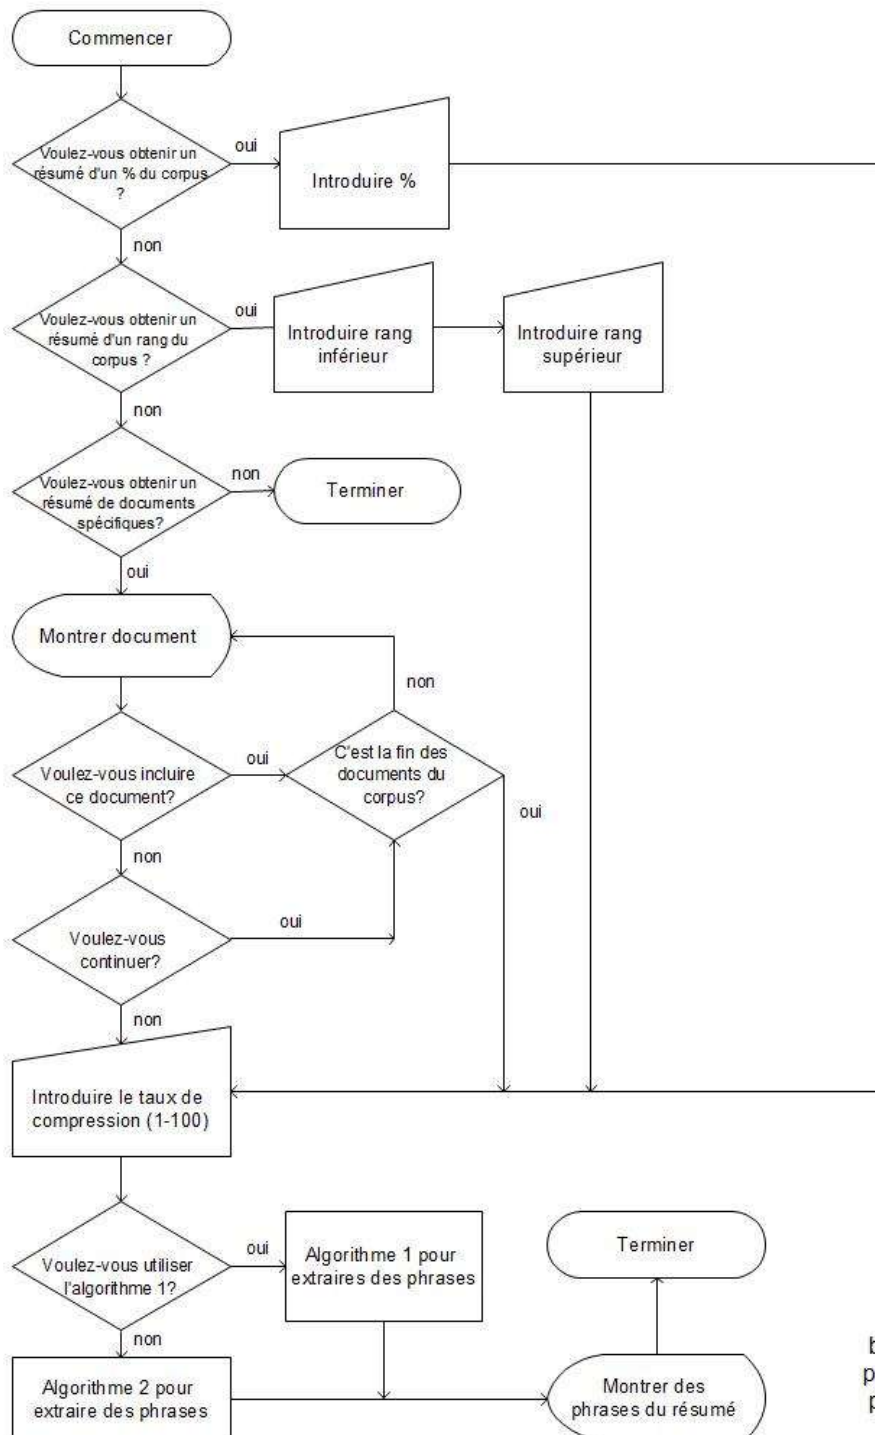 Commencer
Voulez-vous obtenir un
résumé d'un % du corpus
?
oui
Introduire %
non
Voulez-vous obtenir un
résumé d'un rang du
corpus ?
oui
Introduire rang
inférieur
Introduire rang
supérieur
non
Voulez-vous obtenir un
résumé de documents
spécifiques?
non
Terminer
oui
Montrer document
non
Voulez-vous incluire
ce document?
oui
C'est la fin des
documents du
corpus?
oui
non
Voulez-vous
continuer?
oui
non
Introduire le taux de
compression (1-100)
Voulez-vous utiliser
l'algorithme 1?
oui
Algorithme 1 pour
extraires des phrases
Terminer
non
Algorithme 2 pour
extraire des phrases
Montrer des
phrases du résumé